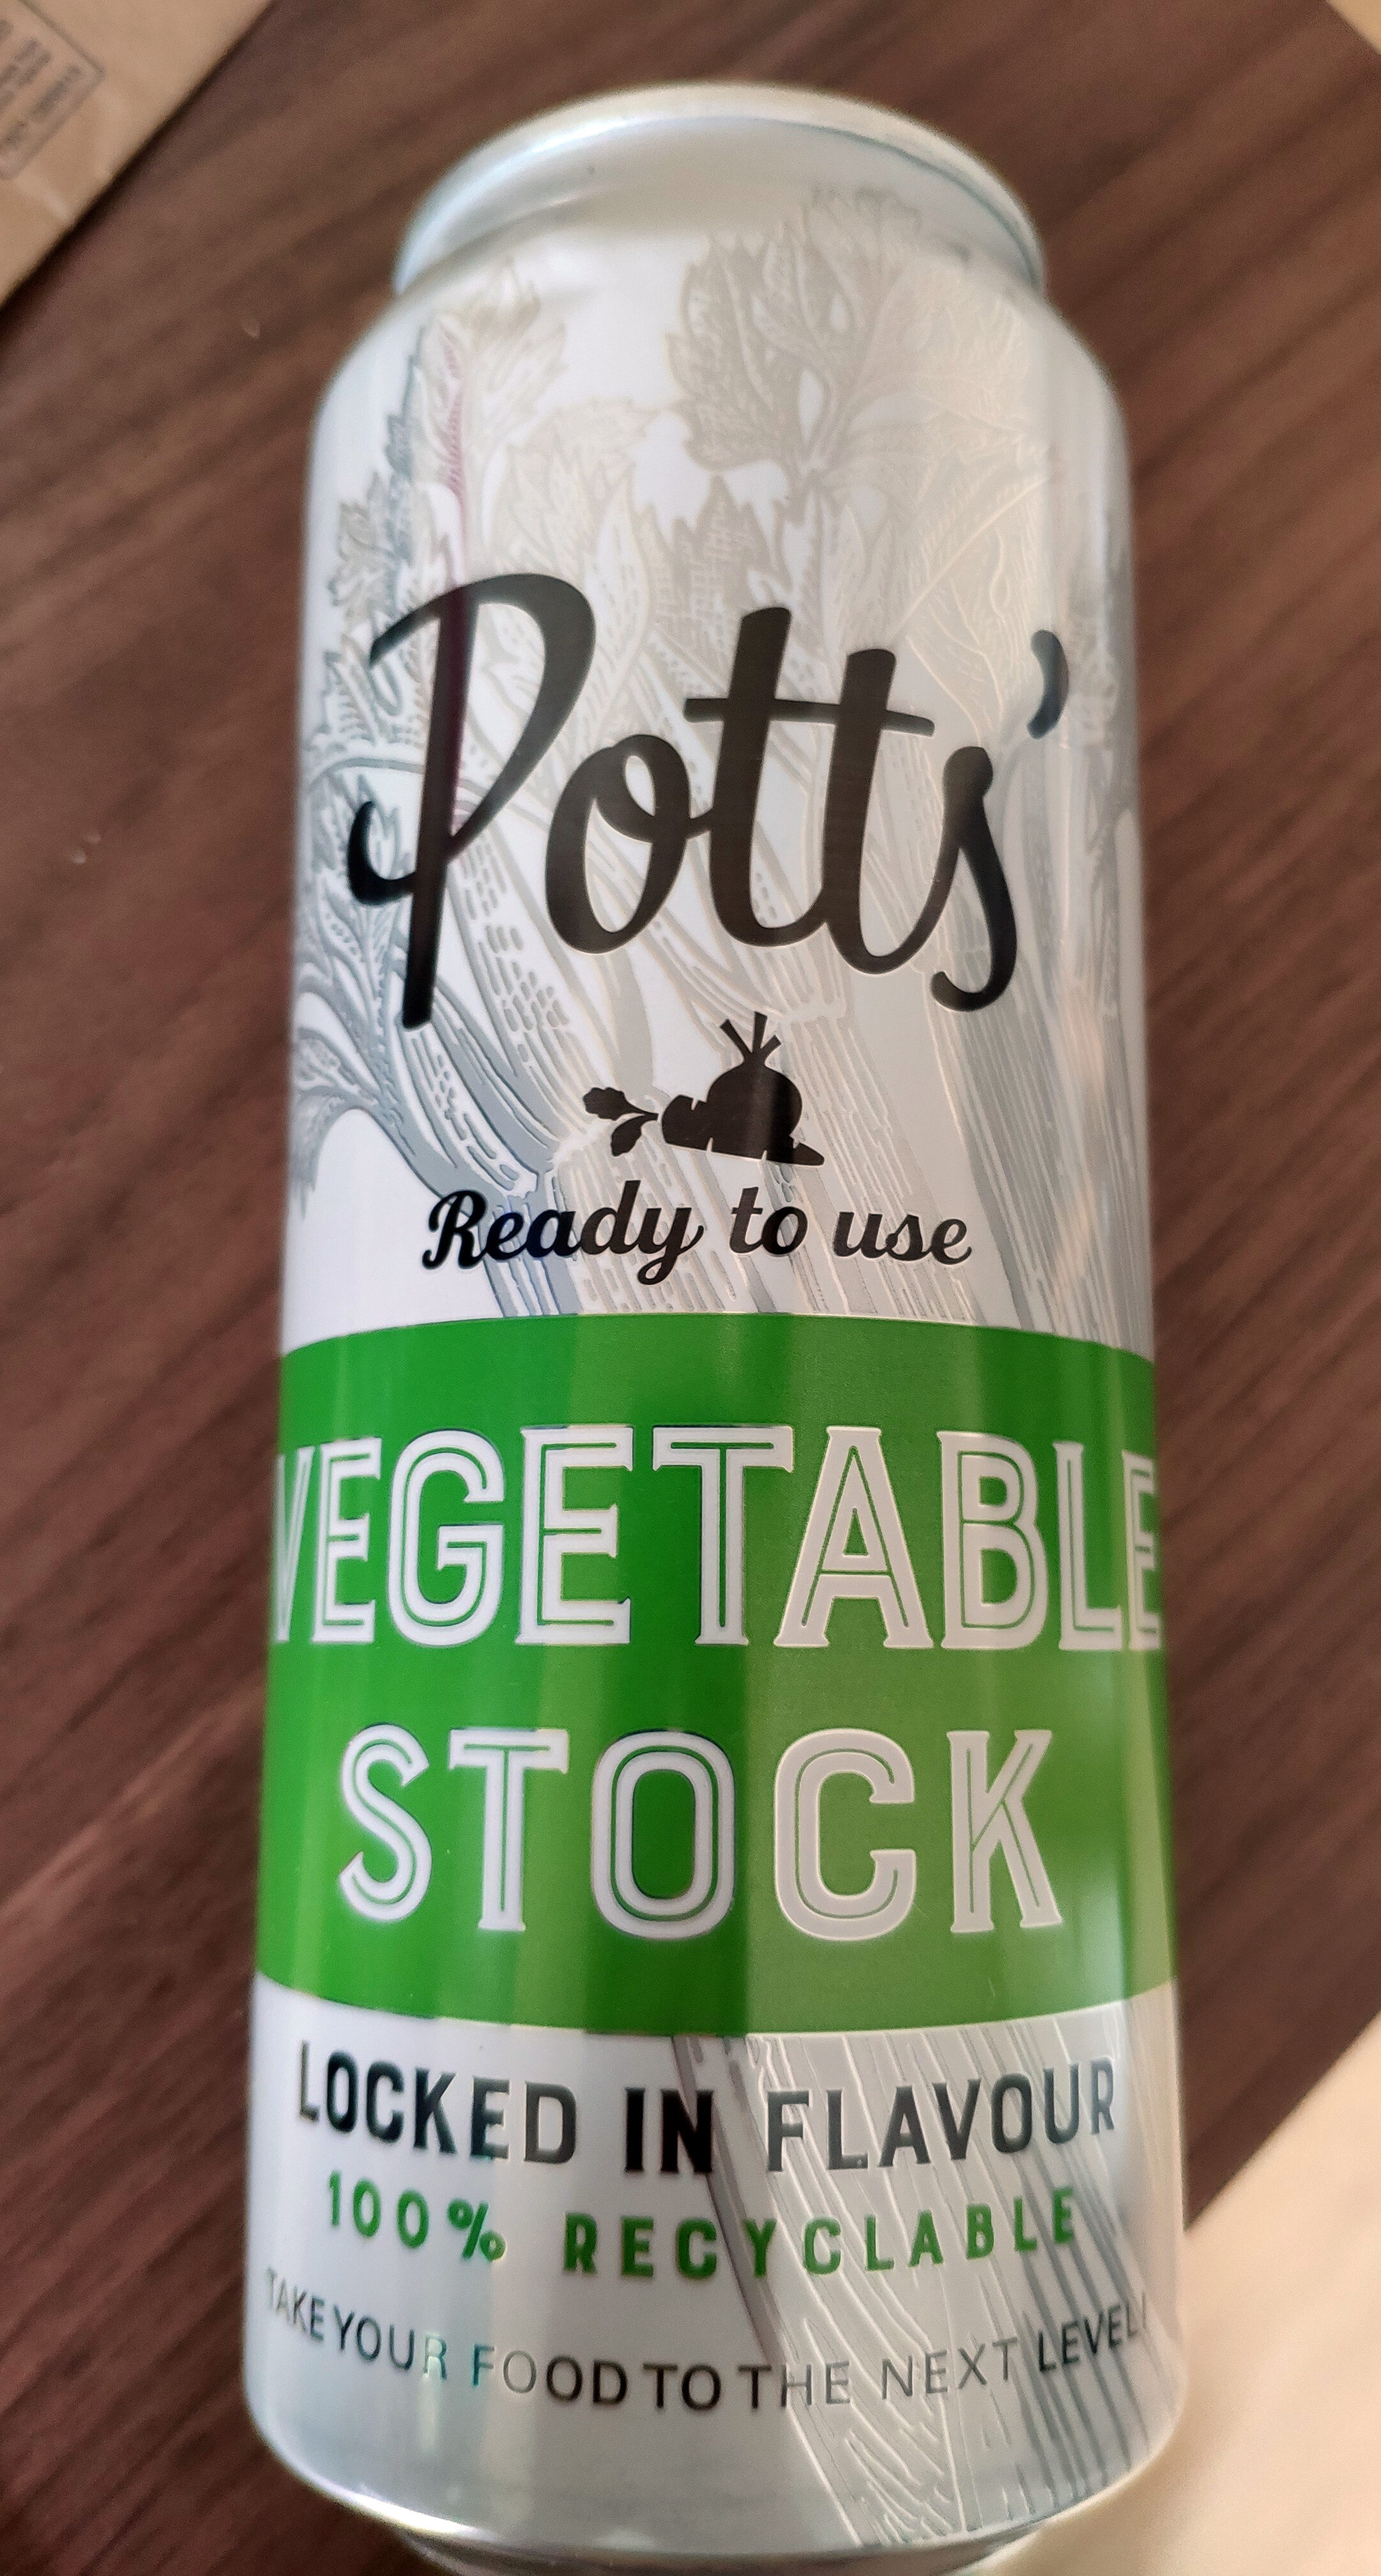 Potts'
Ready to use
VEGETABLE
STOCK
LOCKED IN FLAVOUR
100% RECYCLABLE
TAKE YOUR FOOD TO THE NEXT LEVEL!